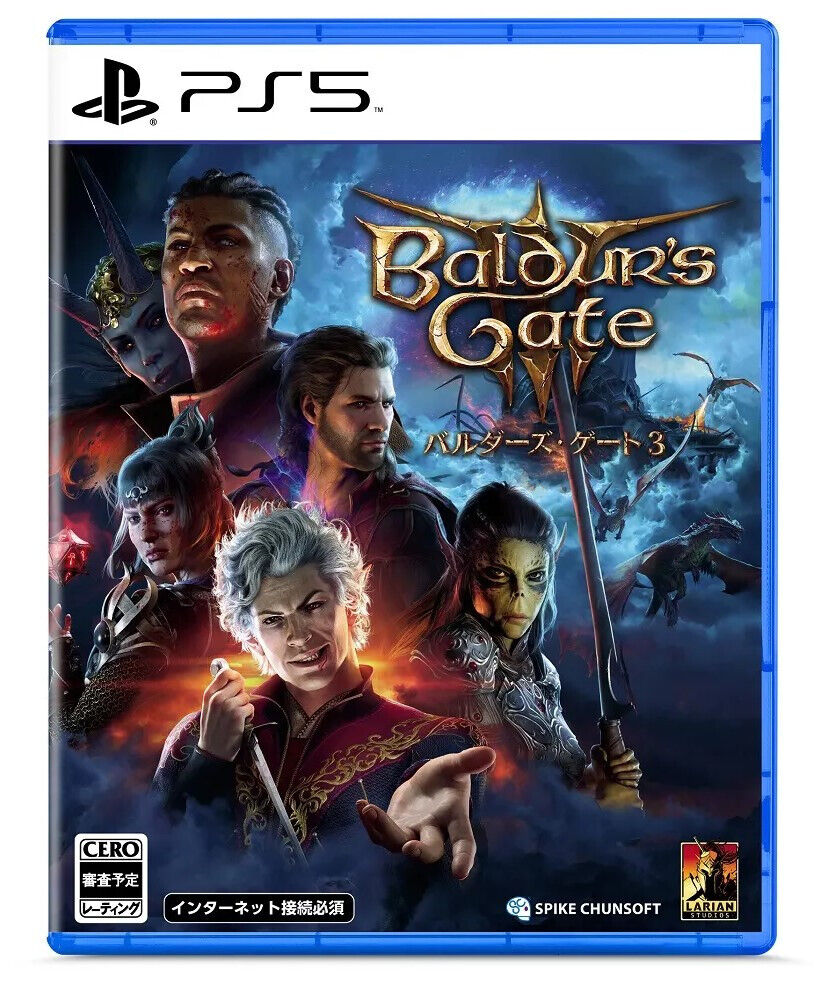 PS5™
Baldur's
Gate
III
バルダーズ・ゲート3
CERO
審査予定
レーティング
インターネット接続必須
SPIKE CHUNSOFT
LARIAN
STUDIOS